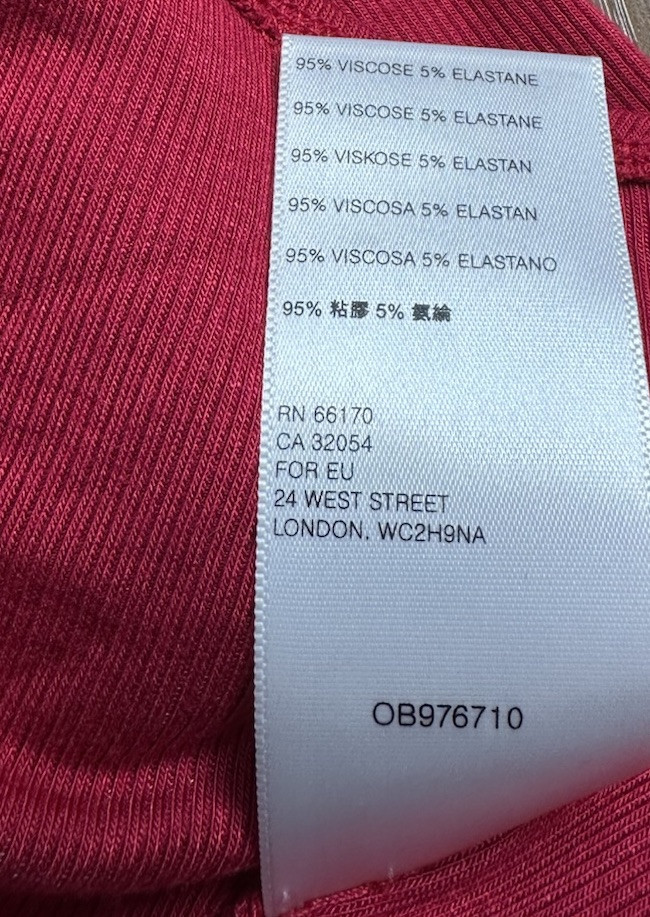 95% VISCOSE 5% ELASTANE
95% VISCOSE 5% ELASTANE
95% VISKOSE 5% ELASTAN
95% VISCOSA 5% ELASTAN
95% VISCOSA 5% ELASTANO
95% 粘膠 5% 氨綸
RN 66170
CA 32054
FOR EU
24 WEST STREET
LONDON, WC2H9NA
OB976710